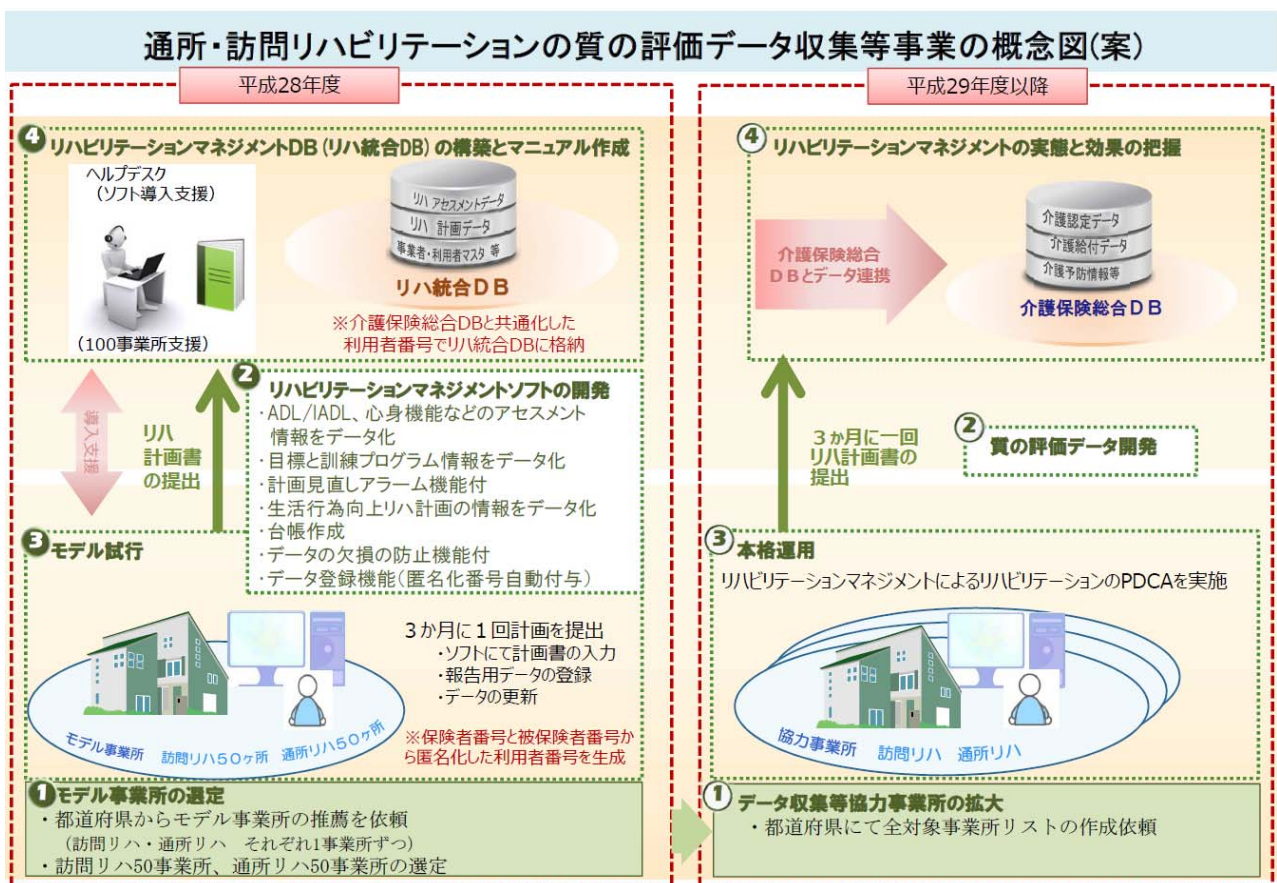 通所・訪問リハビリテーションの質の評価データ収集等事業の概念図(案)
平成28年度
❹リハビリテーションマネジメントDB(リハ統合DB)の構築とマニュアル作成
ヘルプデスク
(ソフト導入支援)
(100事業所支援)
リハ アセスメントデータ
リハ 計画データ
事業者・利用者マスタ 等
リハ統合DB
※介護保険総合DBと共通化した
利用者番号でリハ統合DBに格納
導入支援
リハ
計画書
の提出
❷リハビリテーションマネジメントソフトの開発
・ADL/IADL、心身機能などのアセスメント
情報をデータ化
・目標と訓練プログラム情報をデータ化
・計画見直しアラーム機能付
・生活行為向上リハ計画の情報をデータ化
・台帳作成
・データの欠損の防止機能付
・データ登録機能(匿名化番号自動付与)
❸モデル試行
3か月に1回計画を提出
・ソフトにて計画書の入力
・報告用データの登録
・データの更新
※保険者番号と被保険者番号か
ら匿名化した利用者番号を生成
モデル事業所 訪問リハ50ヶ所 通所リハ50ヶ所
❶モデル事業所の選定
・都道府県からモデル事業所の推薦を依頼
(訪問リハ・通所リハ それぞれ1事業所ずつ)
・訪問リハ50事業所、通所リハ50事業所の選定
平成29年度以降
④リハビリテーションマネジメントの実態と効果の把握
介護保険総合
DBとデータ連携
介護認定データ
介護給付データ
介護予防情報等
介護保険総合DB
3か月に一回
リハ計画書の
提出
②質の評価データ開発
③本格運用
リハビリテーションマネジメントによるリハビリテーションのPDCAを実施
協力事業所 訪問リハ 通所リハ
①データ収集等協力事業所の拡大
・都道府県にて全対象事業所リストの作成依頼